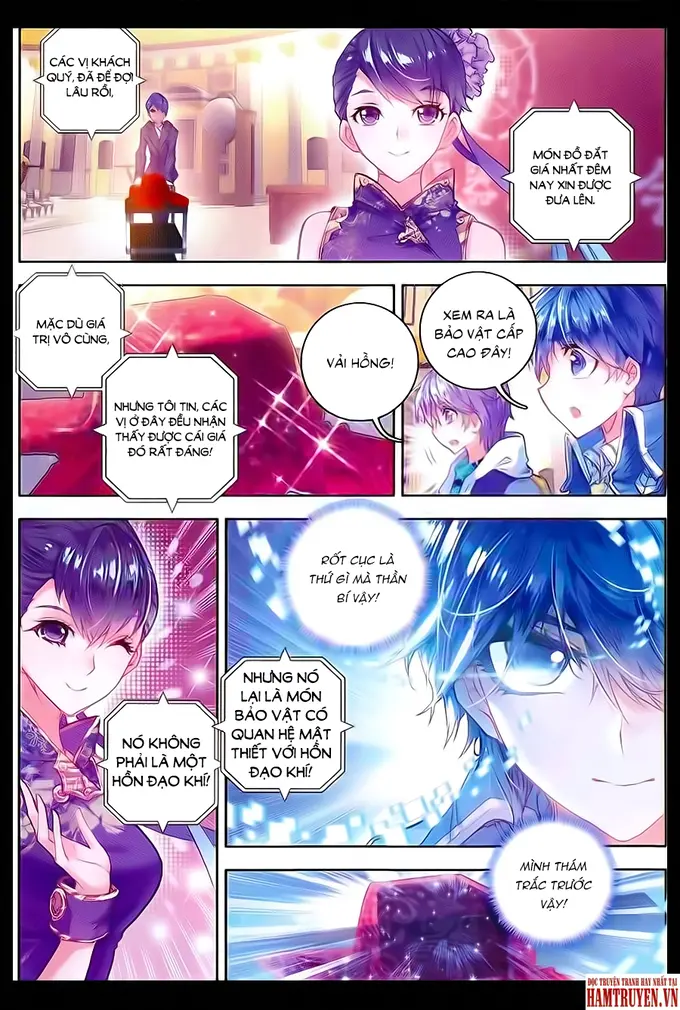 CÁC VỊ KHÁCH
QUÝ, ĐÃ ĐỂ ĐỢI
LÂU RỒI,
MÓN ĐỒ ĐẮT
GIÁ NHẤT ĐÊM
NAY XIN ĐƯỢC
ĐƯA LÊN.
MẶC DÙ GIÁ
TRỊ VÔ CÙNG,
NHƯNG TÔI TIN, CÁC
VỊ Ở ĐÂY ĐỀU NHẬN
THẤY ĐƯỢC CÁI GIÁ
ĐÓ RẤT ĐÁNG!
VẢI HỒNG!
XEM RA LÀ
BẢO VẬT CẤP
CAO ĐÂY!
NÓ KHÔNG
PHẢI LÀ MỘT
HỒN ĐẠO KHÍ!
RỐT CỤC LÀ
THỨ GÌ MÀ THẦN
BÍ VẬY!
NHƯNG NÓ
LẠI LÀ MÓN
BẢO VẬT CÓ
QUAN HỆ MẬT
THIẾT VỚI HỒN
ĐẠO KHÍ!
MÌNH THÁM
TRẮC TRƯỚC
VẬY!
ĐỌC TRUYỆN TRANH HAY NHẤT TẠI
HAMTRUYEN.VN